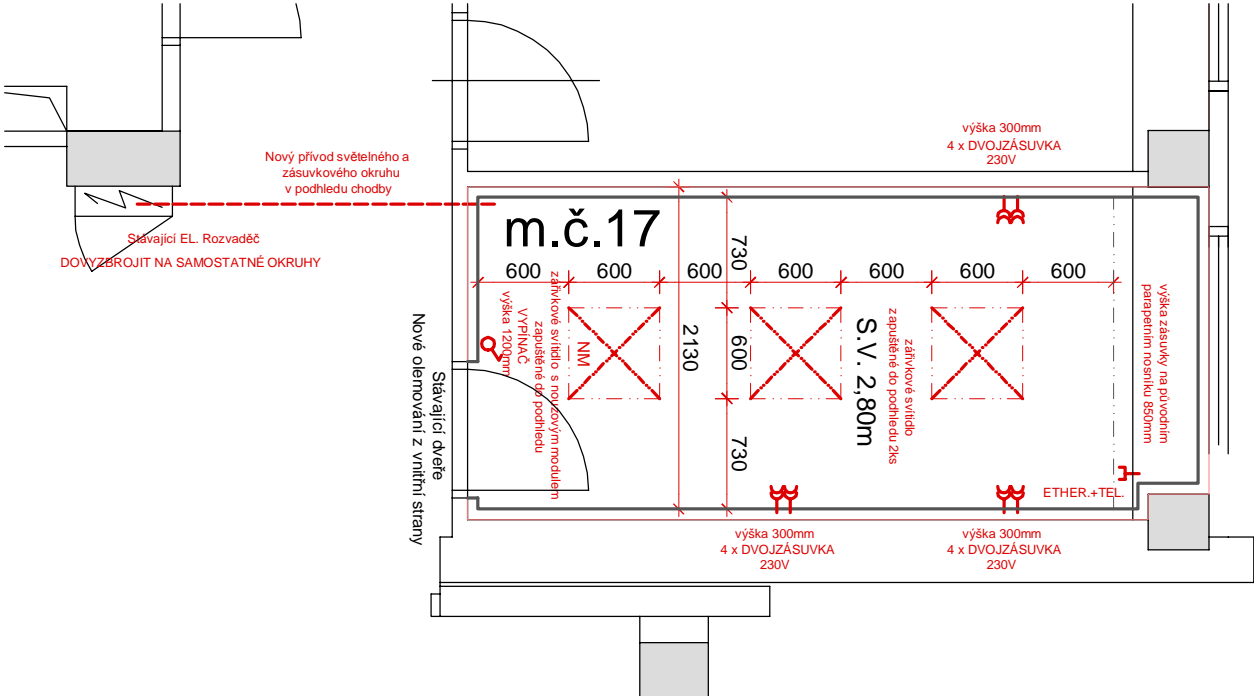 výška 300mm
4 x DVOJZÁSUVKA
230V
Nový přívod světelného a
zásuvkového okruhu
v podhledu chodby
Stávající EL. Rozvaděč
DOVYZBROJIT NA SAMOSTATNÉ OKRUHY
m.č.17
600
600
600
600
600
600
600
730
600
730
2130
zářivkové svítidlo s nouzovým modulem
zapuštěné do podhledu
NM
VYPÍNAČ
výška 1200mm
S.V. 2,80m
zářivkové svítidlo
zapuštěné do podhledu 2ks
výška zásuvky na původním
parapetním nosníku 850mm
Stávající dveře
Nové olemování z vnitřní strany
ETHER.+TEL.
výška 300mm
4 x DVOJZÁSUVKA
230V
výška 300mm
4 x DVOJZÁSUVKA
230V